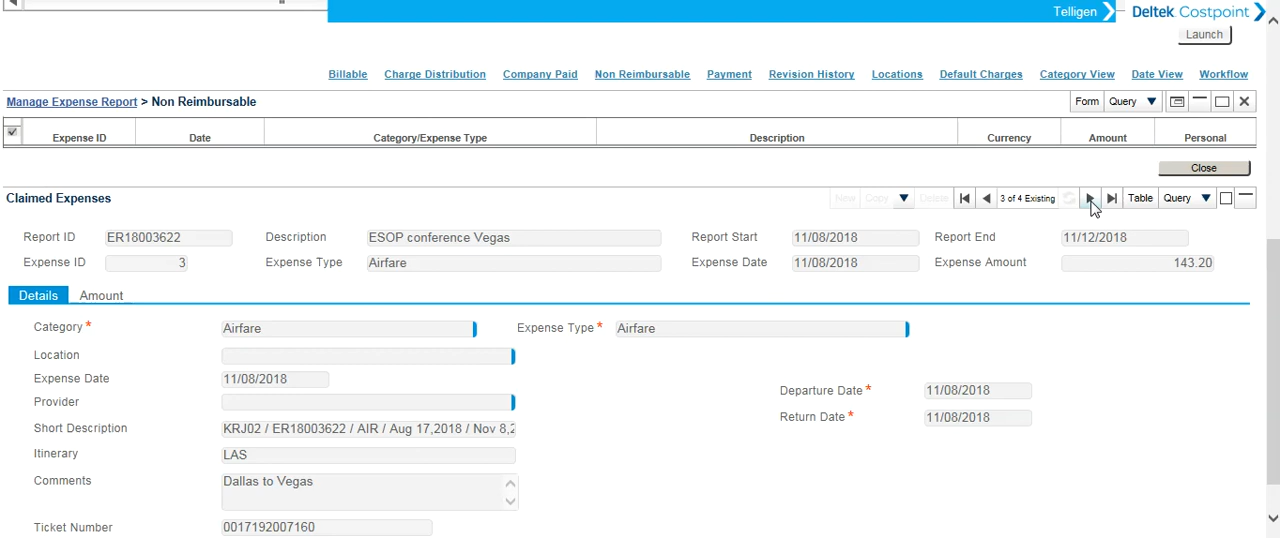 Telligen Deltek Costpoint
Launch
Billable Charge Distribution Company Paid Non Reimbursable Payment Revision History Locations Default Charges Category View Date View Workflow
Manage Expense Report > Non Reimbursable Form Query
Expense ID Date Category/Expense Type Description Currency Amount Personal
Close
Claimed Expenses New Copy Delete 3 of 4 Existing Table Query
Report ID ER18003622 Description ESOP conference Vegas Report Start 11/08/2018 Report End 11/12/2018
Expense ID 3 Expense Type Airfare Expense Date 11/08/2018 Expense Amount 143.20
Details Amount
Category * Airfare Expense Type * Airfare
Location
Expense Date 11/08/2018 Departure Date * 11/08/2018
Provider
Return Date * 11/08/2018
Short Description KRJ02 / ER18003622 / AIR / Aug 17,2018 / Nov 8,2
Itinerary LAS
Comments Dallas to Vegas
Ticket Number 0017192007160